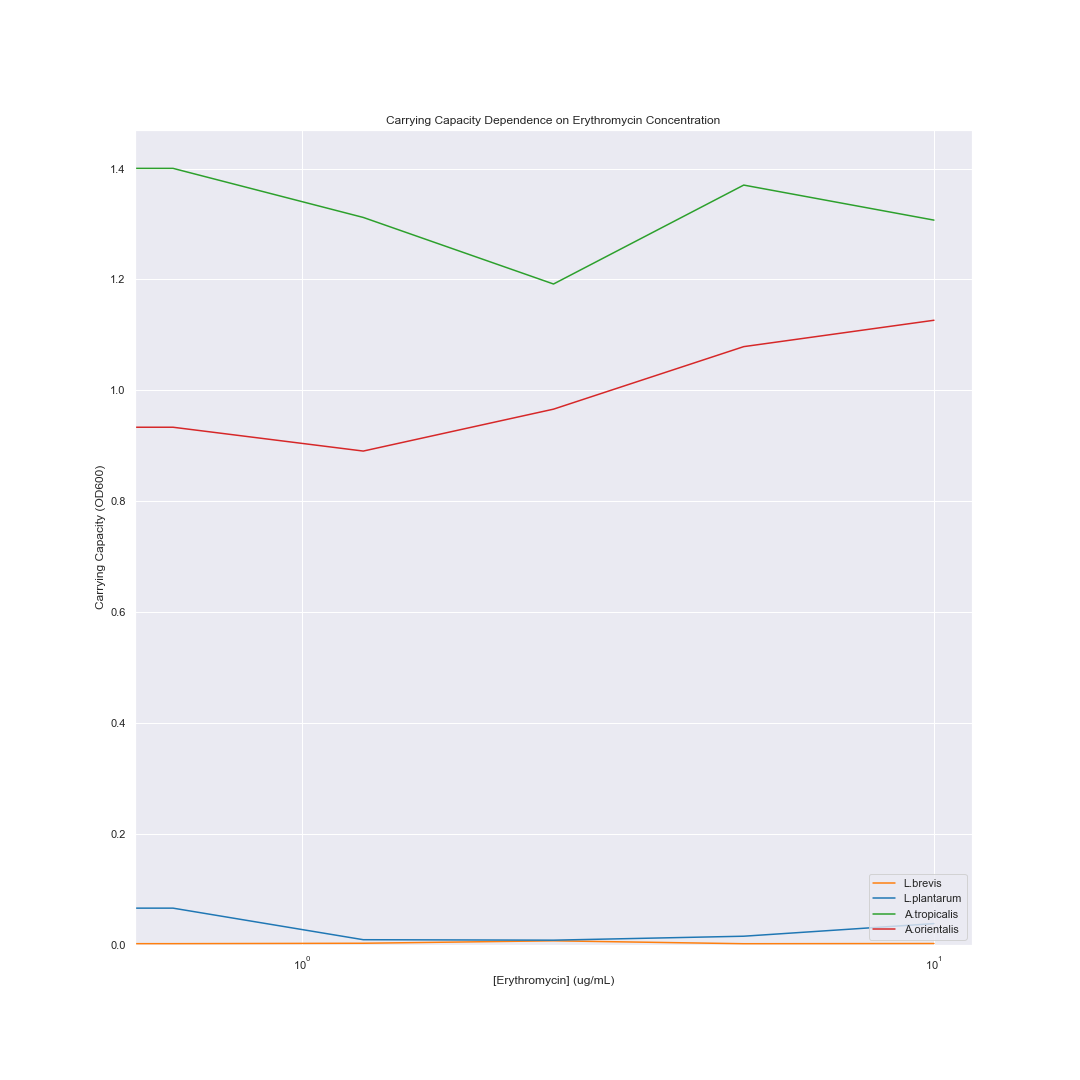 Carrying Capacity Dependence on Erythromycin Concentration
1.4
1.2
1.0
0.8
0.6
0.4
0.2
0.0
Carrying Capacity (OD600)
L.brevis
L.plantarum
A.tropicalis
A.orientalis
10⁰
10¹
[Erythromycin] (ug/mL)